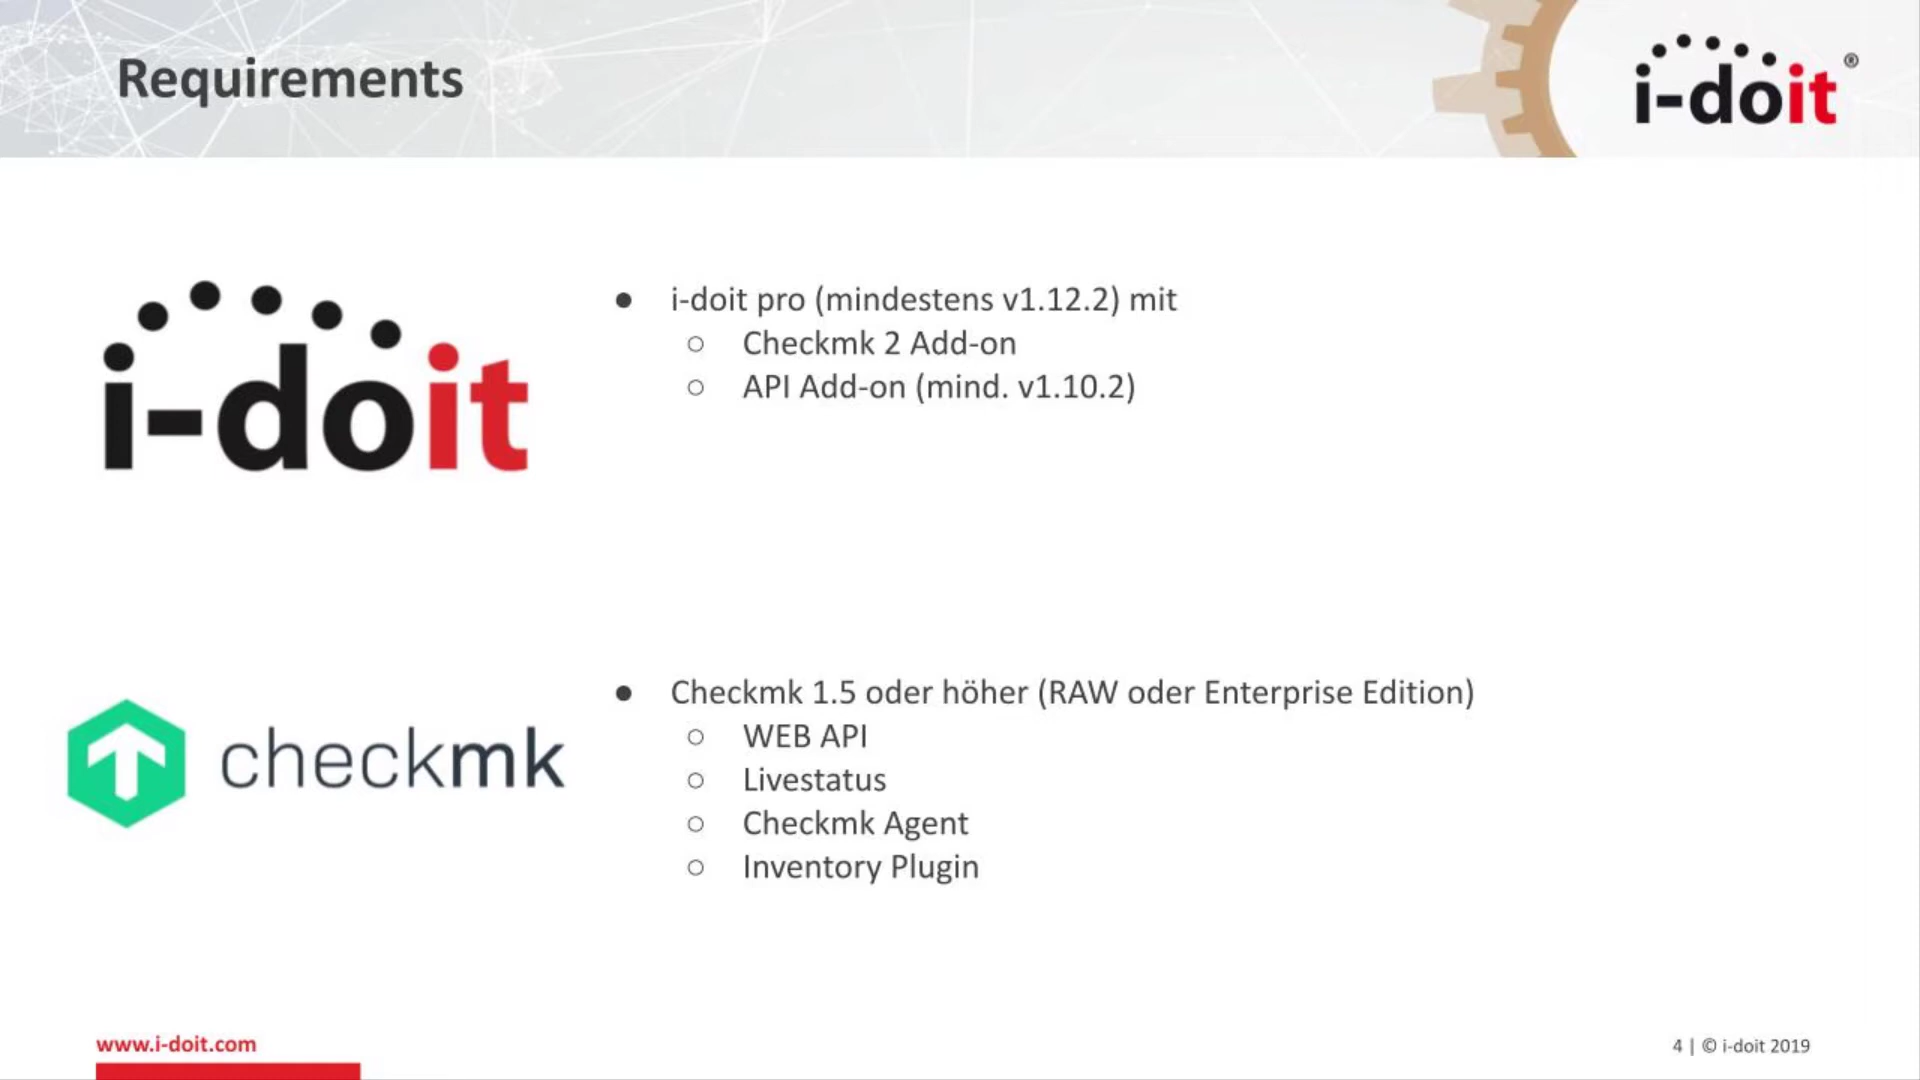 Requirements
i-doit ®
i-doit
● i-doit pro (mindestens v1.12.2) mit
○ Checkmk 2 Add-on
○ API Add-on (mind. v1.10.2)
checkmk
● Checkmk 1.5 oder höher (RAW oder Enterprise Edition)
○ WEB API
○ Livestatus
○ Checkmk Agent
○ Inventory Plugin
www.i-doit.com
4 | © i-doit 2019